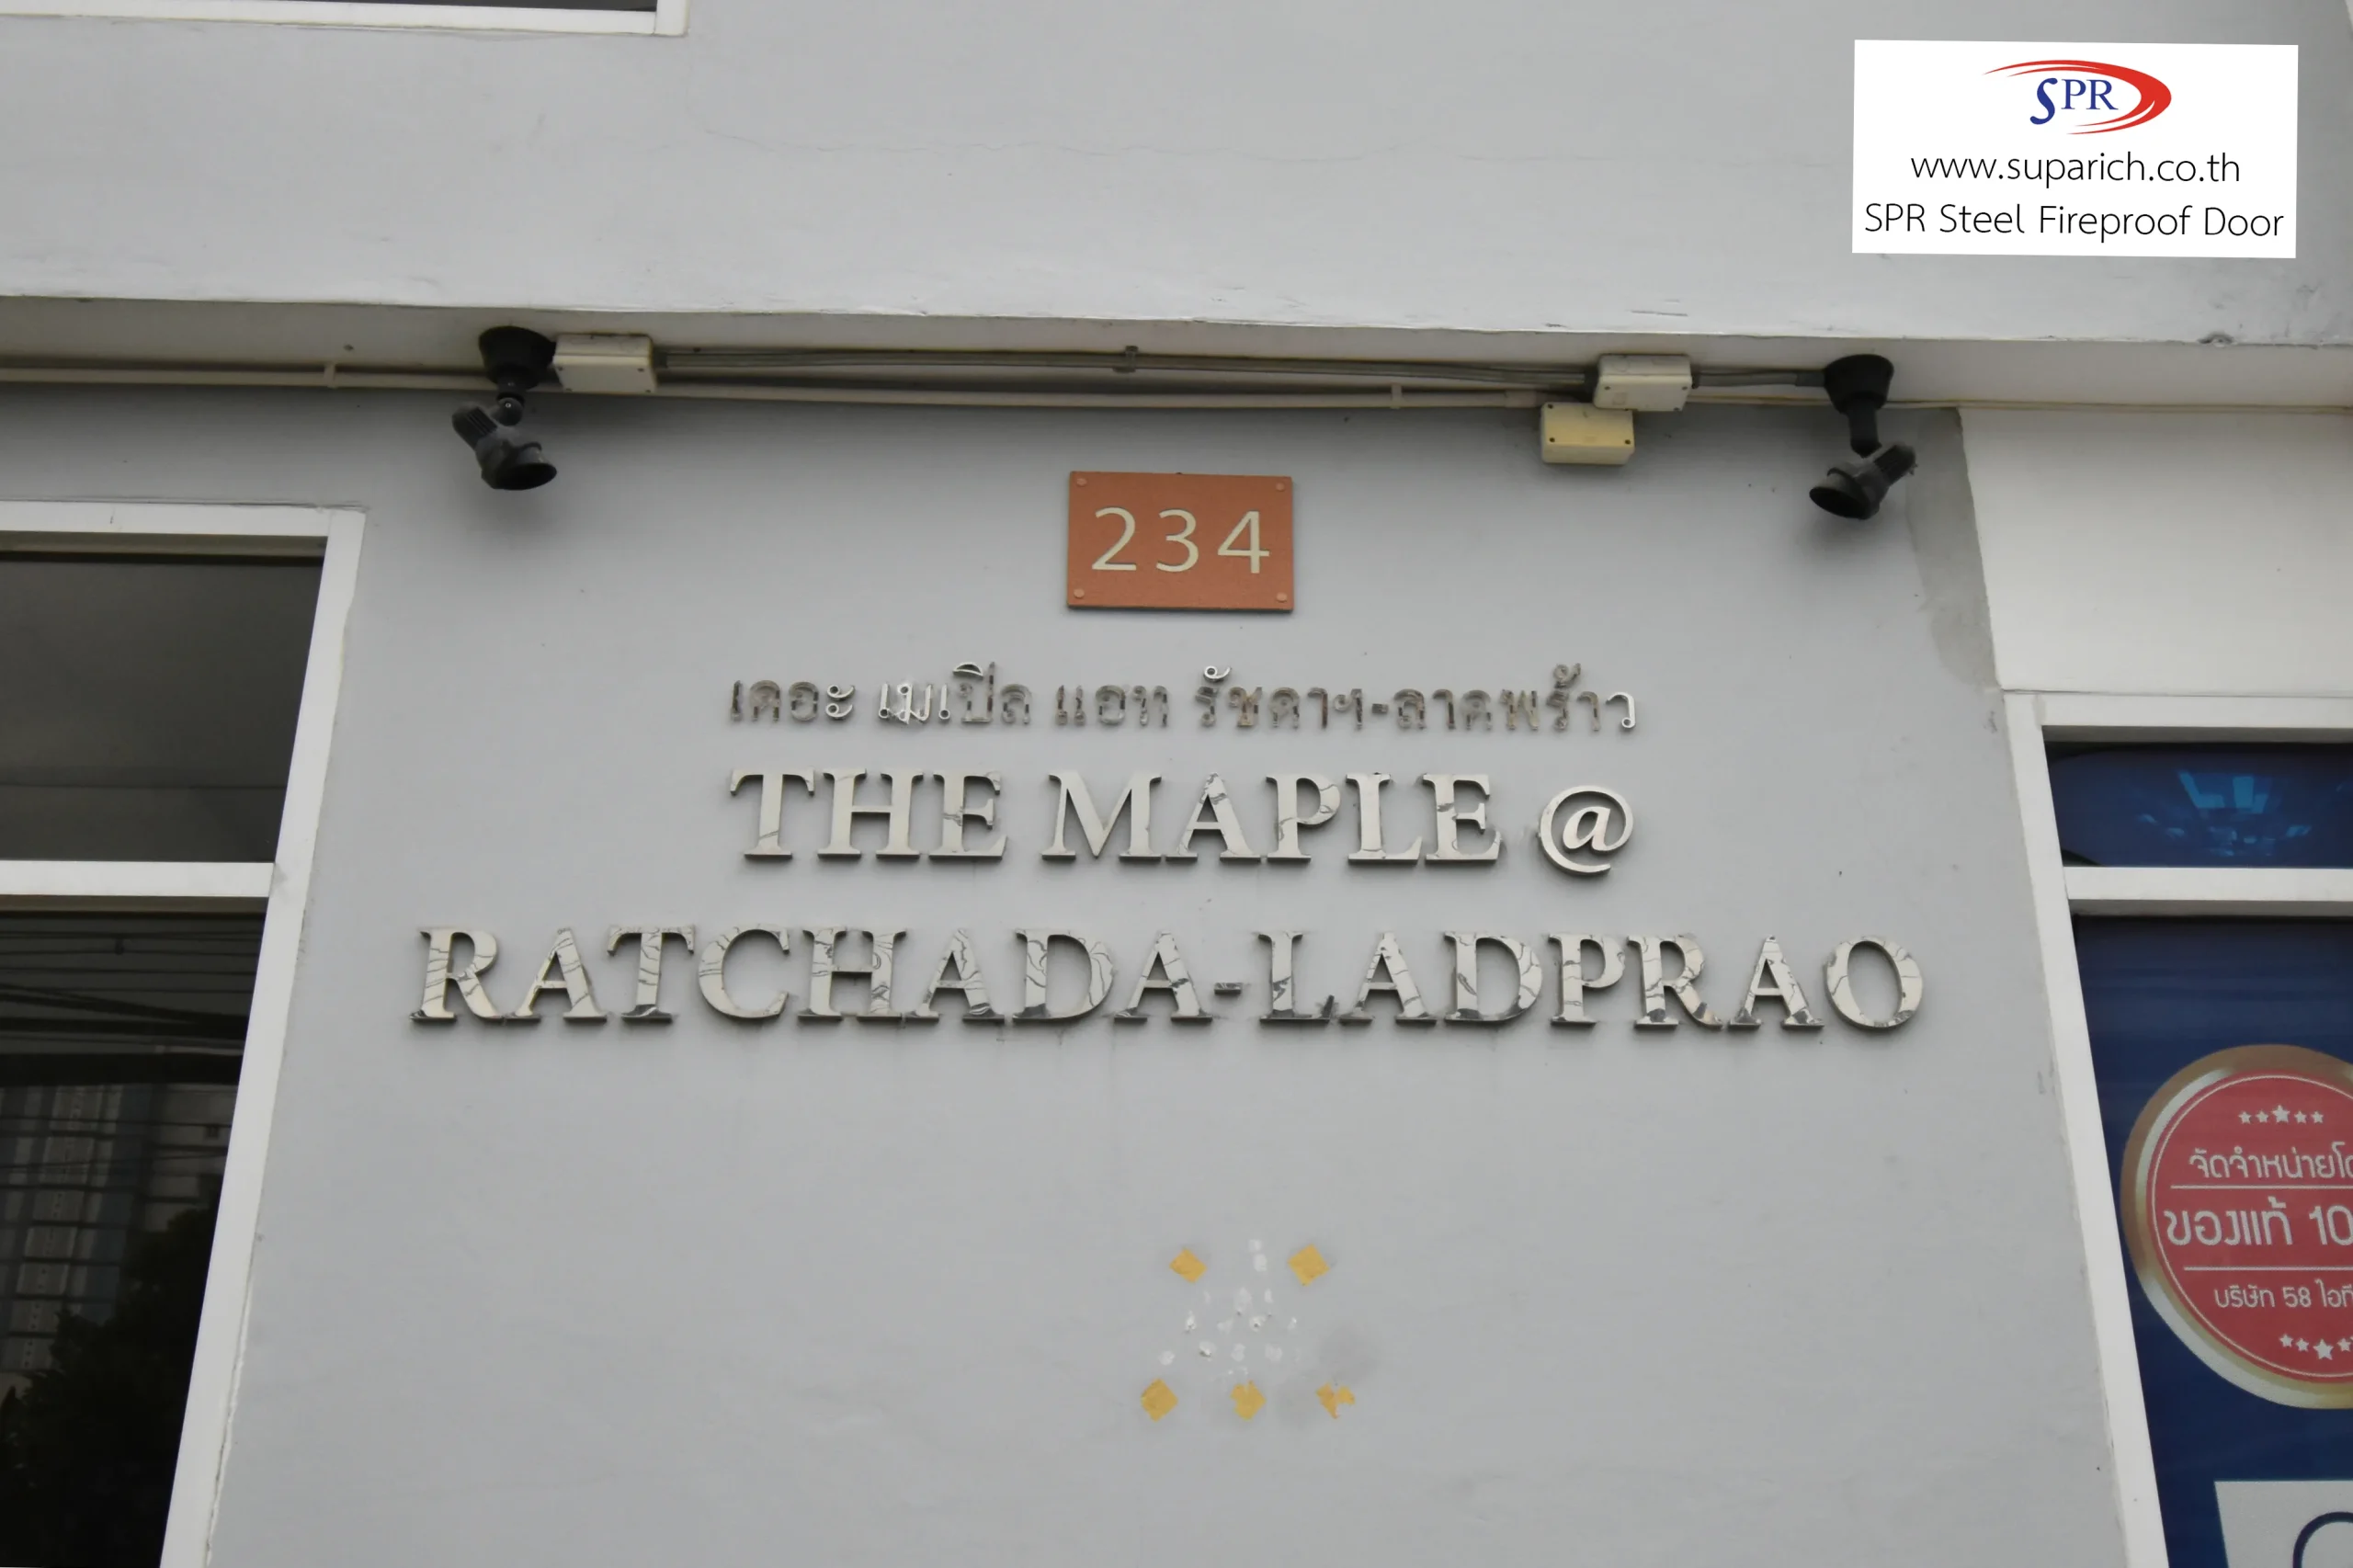 SPR
www.suparich.co.th
SPR Steel Fireproof Door
234
เดอะ เมเปิล แอท รัชดาฯ-ลาดพร้าว
THE MAPLE @
RATCHADA-LADPRAO
จัดจำหน่ายโด
ของแท้ 10
บริษัท 58 ไอที